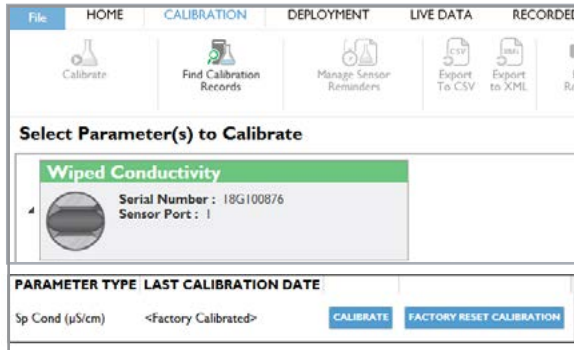 File HOME CALIBRATION DEPLOYMENT LIVE DATA RECORDED
Calibrate Find Calibration Records Manage Sensor Reminders Export To CSV Export to XML
Select Parameter(s) to Calibrate
Wiped Conductivity
Serial Number : 18G100876
Sensor Port : 1
PARAMETER TYPE LAST CALIBRATION DATE
Sp Cond (µS/cm) <Factory Calibrated> CALIBRATE FACTORY RESET CALIBRATION